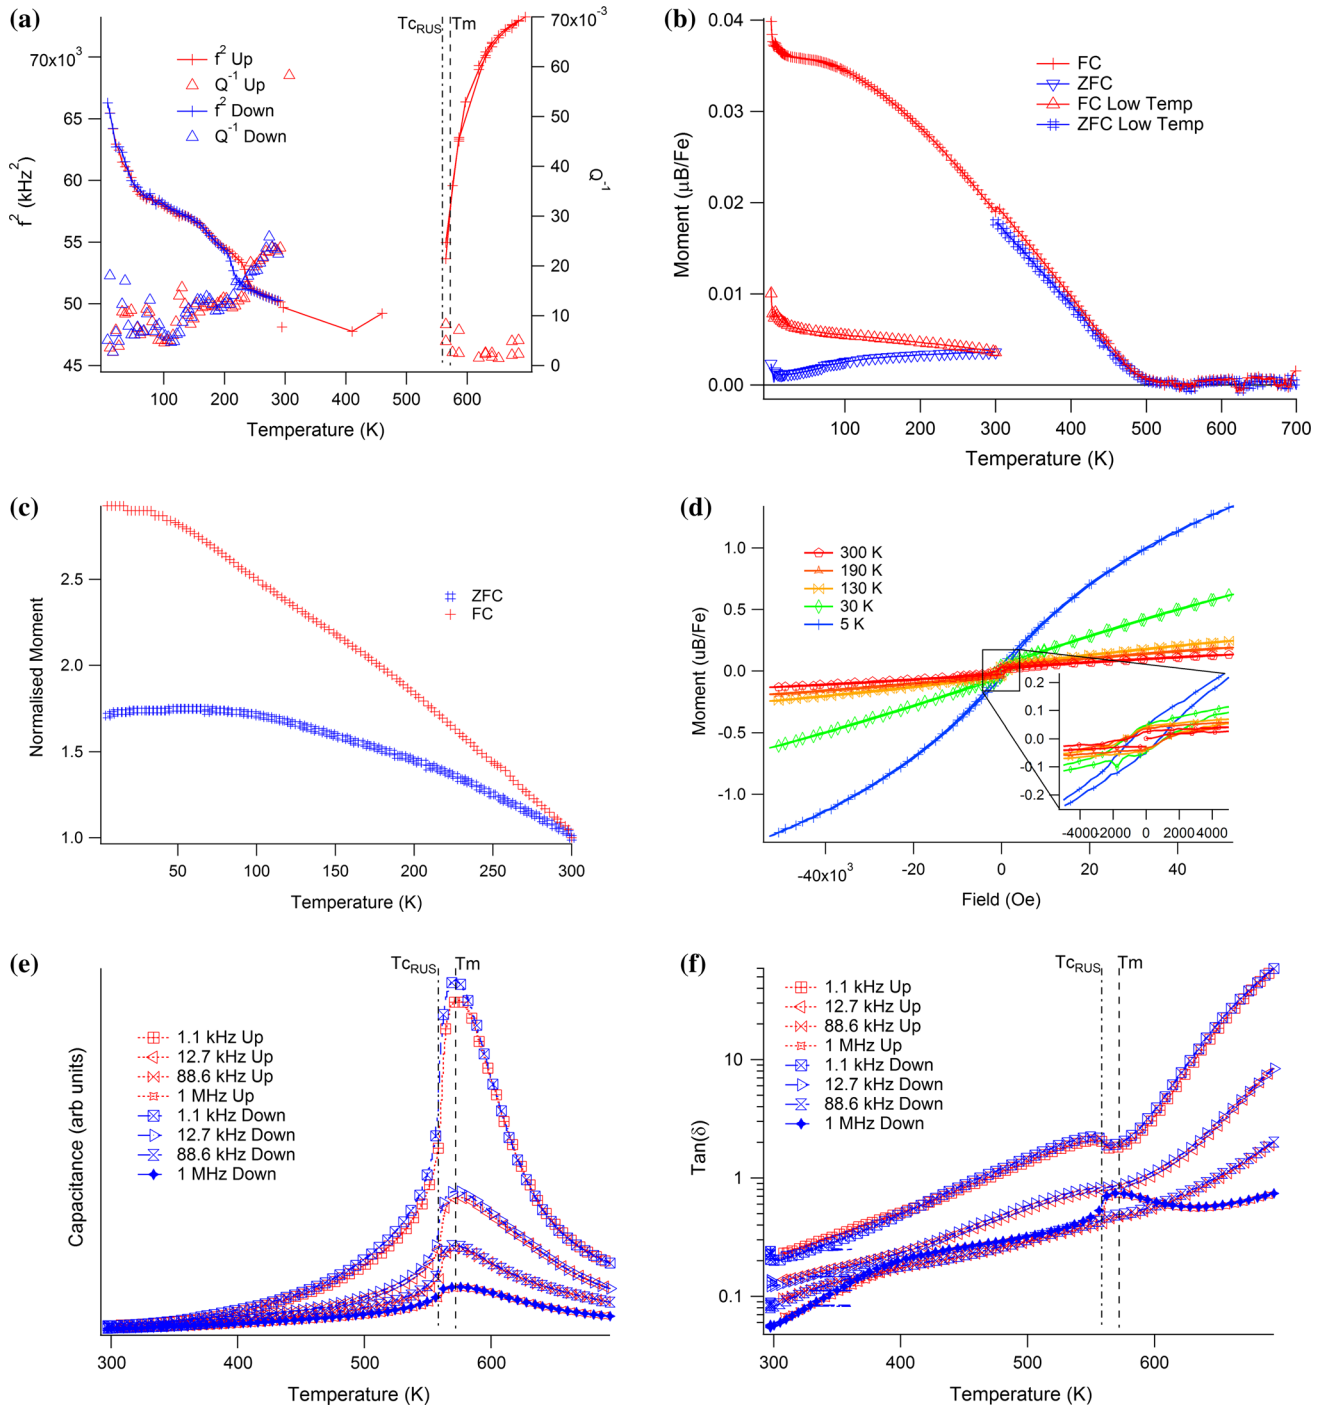 (a)
Tc_RUS Tm
70x10³
65
60
55
50
45
f² (kHz²)
f² Up
Q⁻¹ Up
f² Down
Q⁻¹ Down
70x10⁻³
60
50
40
30
20
10
0
Q⁻¹
100 200 300 400 500 600
Temperature (K)
(b)
0.04
0.03
0.02
0.01
0.00
Moment (μB/Fe)
FC
ZFC
FC Low Temp
ZFC Low Temp
100 200 300 400 500 600 700
Temperature (K)
(c)
2.5
2.0
1.5
1.0
Normalised Moment
ZFC
FC
50 100 150 200 250 300
Temperature (K)
(d)
1.0
0.5
0.0
-0.5
-1.0
Moment (uB/Fe)
300 K
190 K
130 K
30 K
5 K
0.2
0.1
0.0
-0.1
-0.2
-4000 -2000 0 2000 4000
-40x10³ -20 0 20 40
Field (Oe)
(e)
Tc_RUS Tm
Capacitance (arb units)
1.1 kHz Up
12.7 kHz Up
88.6 kHz Up
1 MHz Up
1.1 kHz Down
12.7 kHz Down
88.6 kHz Down
1 MHz Down
300 400 500 600
Temperature (K)
(f)
Tc_RUS Tm
10
1
0.1
Tan(δ)
1.1 kHz Up
12.7 kHz Up
88.6 kHz Up
1 MHz Up
1.1 kHz Down
12.7 kHz Down
88.6 kHz Down
1 MHz Down
300 400 500 600
Temperature (K)